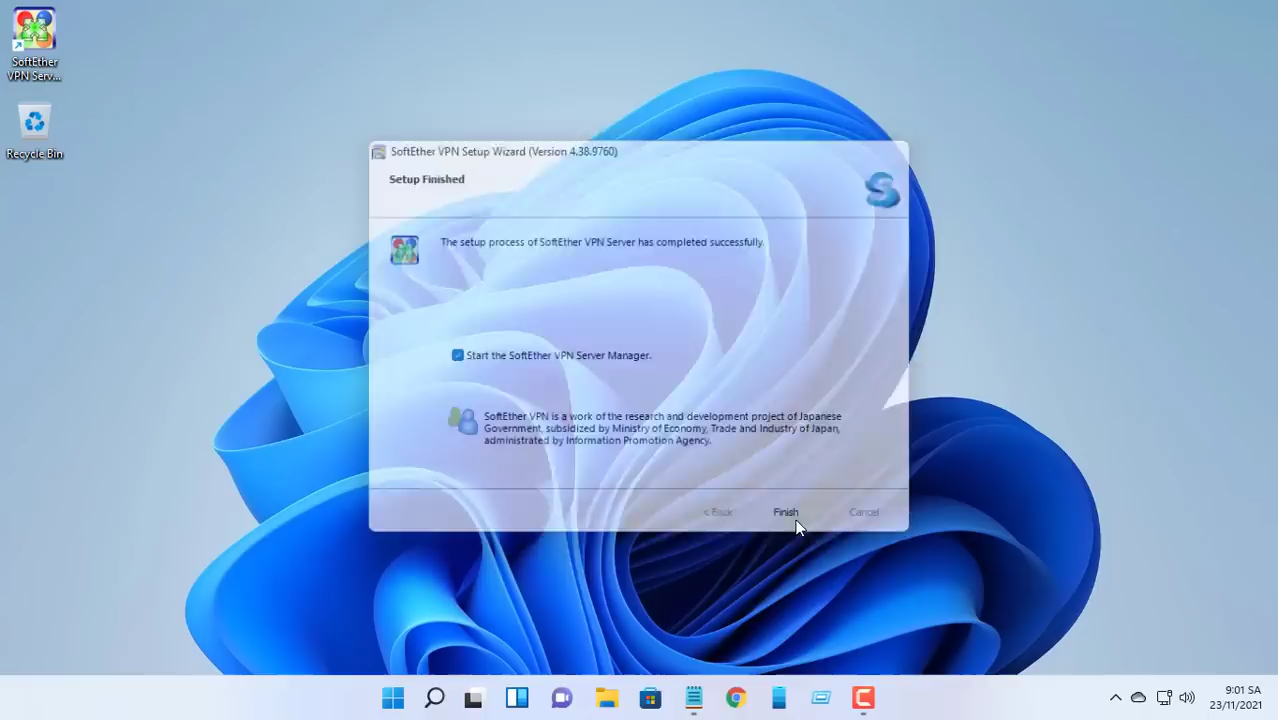 SoftEther
VPN Serv...
Recycle Bin
SoftEther VPN Setup Wizard (Version 4.38.9760)
Setup Finished
The setup process of SoftEther VPN Server has completed successfully.
Start the SoftEther VPN Server Manager.
SoftEther VPN is a work of the research and development project of Japanese
Government, subsidized by Ministry of Economy, Trade and Industry of Japan,
administrated by Information Promotion Agency.
< Back
Finish
Cancel
9:01 SA
23/11/2021